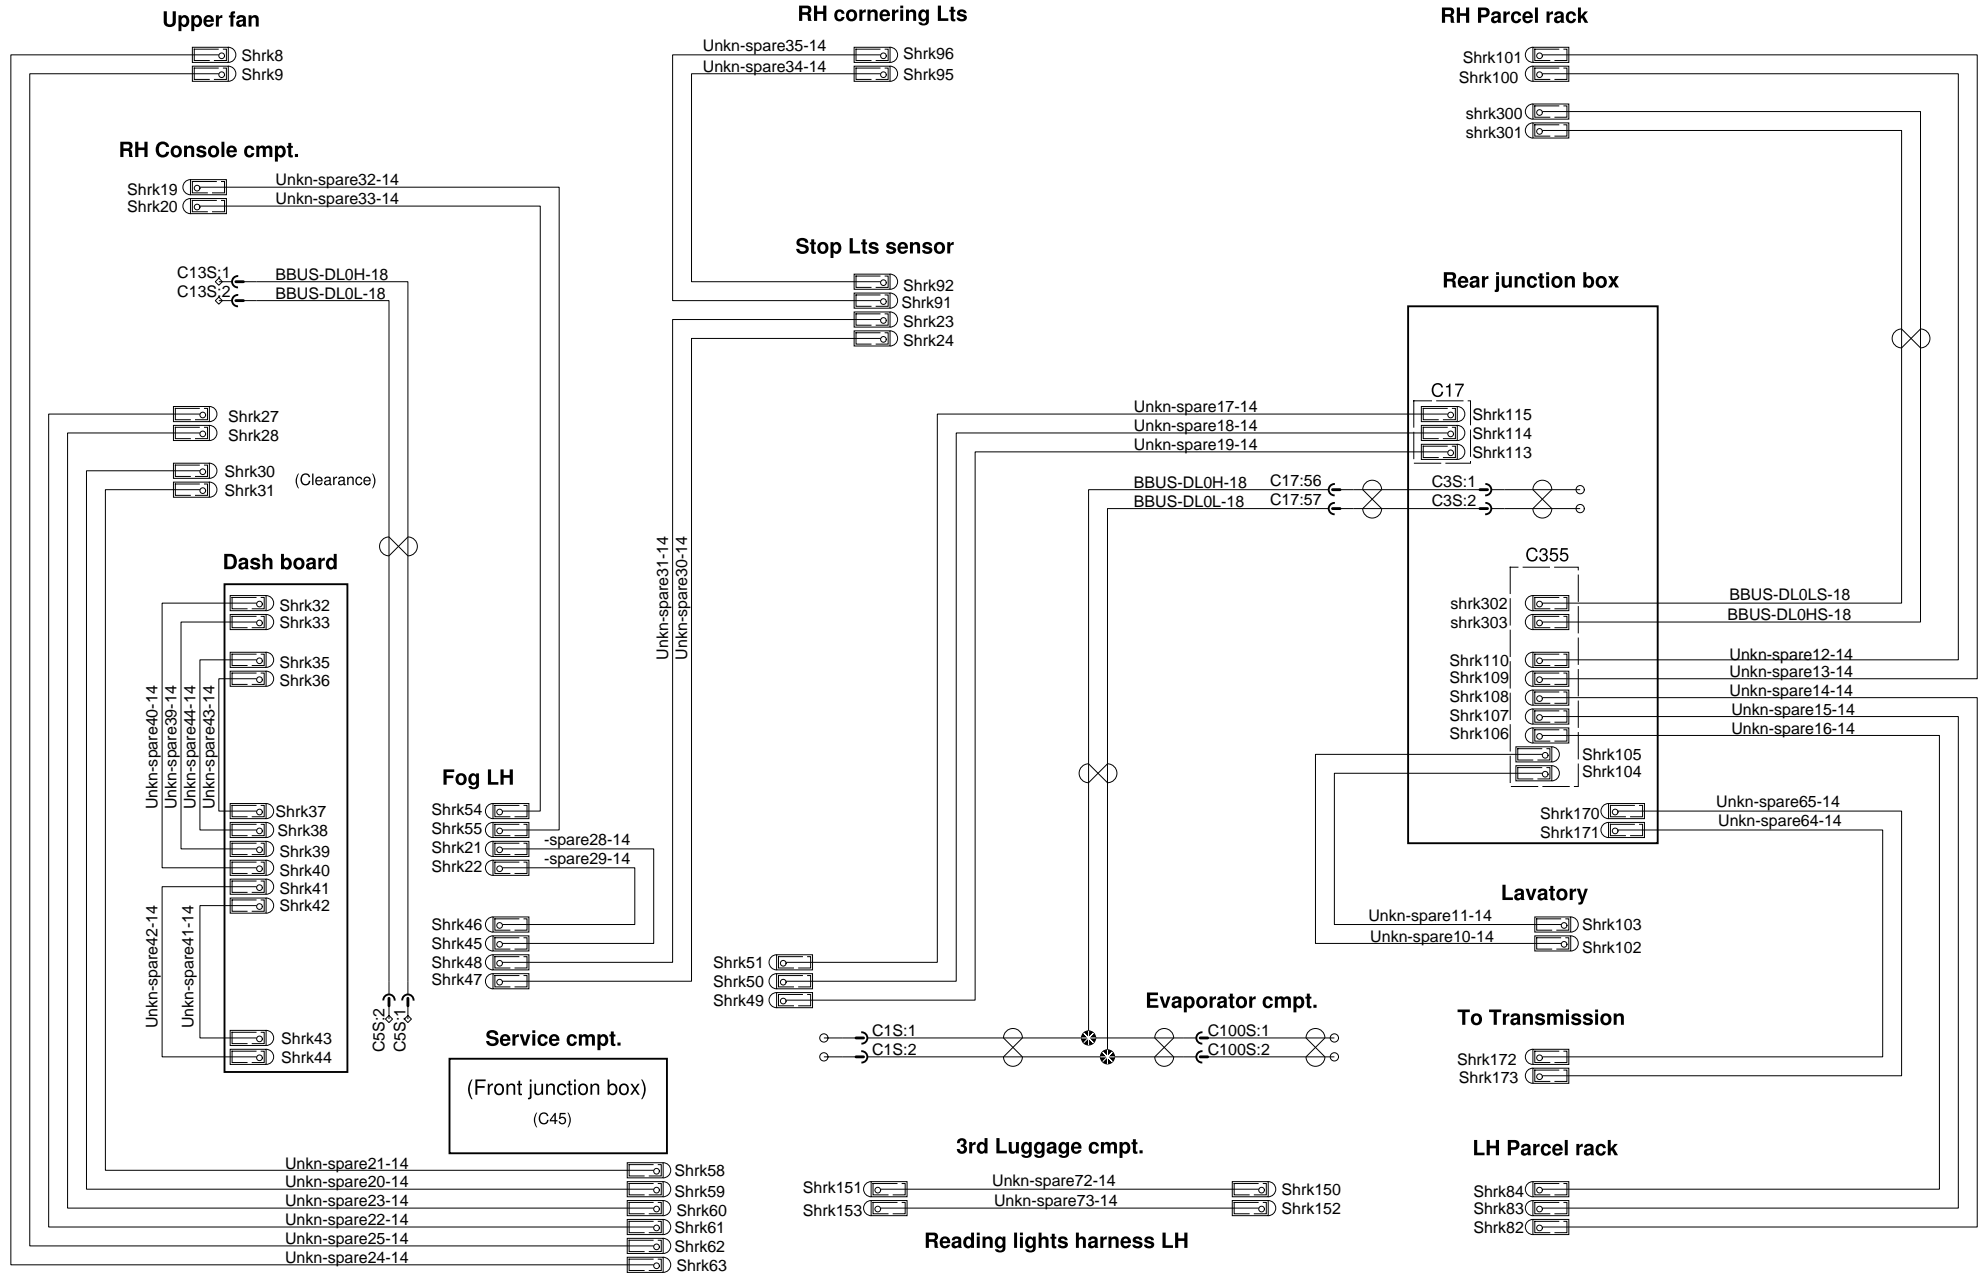 Upper fan
Shrk8
Shrk9
RH Console cmpt.
Shrk19
Shrk20
Unkn-spare32-14
Unkn-spare33-14
C13S:1
C13S:2
BBUS-DL0H-18
BBUS-DL0L-18
Shrk27
Shrk28
Shrk30
Shrk31
(Clearance)
Dash board
Shrk32
Shrk33
Shrk35
Shrk36
Unkn-spare40-14
Unkn-spare39-14
Unkn-spare44-14
Unkn-spare43-14
Shrk37
Shrk38
Shrk39
Shrk40
Shrk41
Shrk42
Unkn-spare42-14
Unkn-spare41-14
Shrk43
Shrk44
C5S:2
C5S:1
Fog LH
Shrk54
Shrk55
Shrk21
Shrk22
-spare28-14
-spare29-14
Shrk46
Shrk45
Shrk48
Shrk47
Service cmpt.
(Front junction box)
(C45)
Unkn-spare21-14
Unkn-spare20-14
Unkn-spare23-14
Unkn-spare22-14
Unkn-spare25-14
Unkn-spare24-14
Shrk58
Shrk59
Shrk60
Shrk61
Shrk62
Shrk63
RH cornering Lts
Unkn-spare35-14
Unkn-spare34-14
Shrk96
Shrk95
Stop Lts sensor
Shrk92
Shrk91
Shrk23
Shrk24
Unkn-spare31-14
Unkn-spare30-14
Shrk51
Shrk50
Shrk49
Unkn-spare17-14
Unkn-spare18-14
Unkn-spare19-14
BBUS-DL0H-18
BBUS-DL0L-18
C17:56
C17:57
Evaporator cmpt.
C1S:1
C1S:2
C100S:1
C100S:2
3rd Luggage cmpt.
Shrk151
Shrk153
Unkn-spare72-14
Unkn-spare73-14
Shrk150
Shrk152
Reading lights harness LH
RH Parcel rack
Shrk101
Shrk100
shrk300
shrk301
Rear junction box
C17
Shrk115
Shrk114
Shrk113
C3S:1
C3S:2
C355
shrk302
shrk303
Shrk110
Shrk109
Shrk108
Shrk107
Shrk106
Shrk105
Shrk104
Shrk170
Shrk171
BBUS-DL0LS-18
BBUS-DL0HS-18
Unkn-spare12-14
Unkn-spare13-14
Unkn-spare14-14
Unkn-spare15-14
Unkn-spare16-14
Unkn-spare65-14
Unkn-spare64-14
Lavatory
Unkn-spare11-14
Unkn-spare10-14
Shrk103
Shrk102
To Transmission
Shrk172
Shrk173
LH Parcel rack
Shrk84
Shrk83
Shrk82